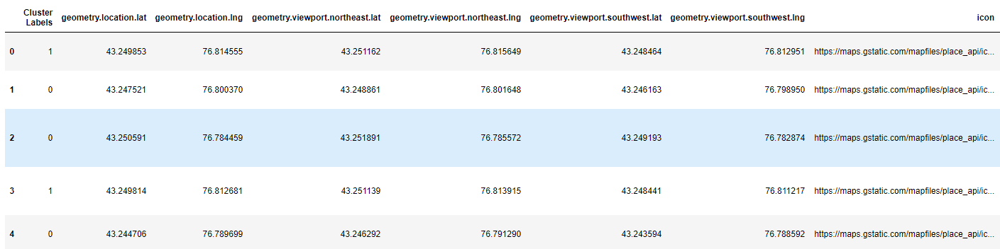 Cluster Labels geometry.location.lat geometry.location.lng geometry.viewport.northeast.lat geometry.viewport.northeast.lng geometry.viewport.southwest.lat geometry.viewport.southwest.lng icon
0 1 43.249853 76.814555 43.251162 76.815649 43.248464 76.812951 https://maps.gstatic.com/mapfiles/place_api/ic...
1 0 43.247521 76.800370 43.248861 76.801648 43.246163 76.798950 https://maps.gstatic.com/mapfiles/place_api/ic...
2 0 43.250591 76.784459 43.251891 76.785572 43.249193 76.782874 https://maps.gstatic.com/mapfiles/place_api/ic...
3 1 43.249814 76.812681 43.251139 76.813915 43.248441 76.811217 https://maps.gstatic.com/mapfiles/place_api/ic...
4 0 43.244706 76.789699 43.246292 76.791290 43.243594 76.788592 https://maps.gstatic.com/mapfiles/place_api/ic...